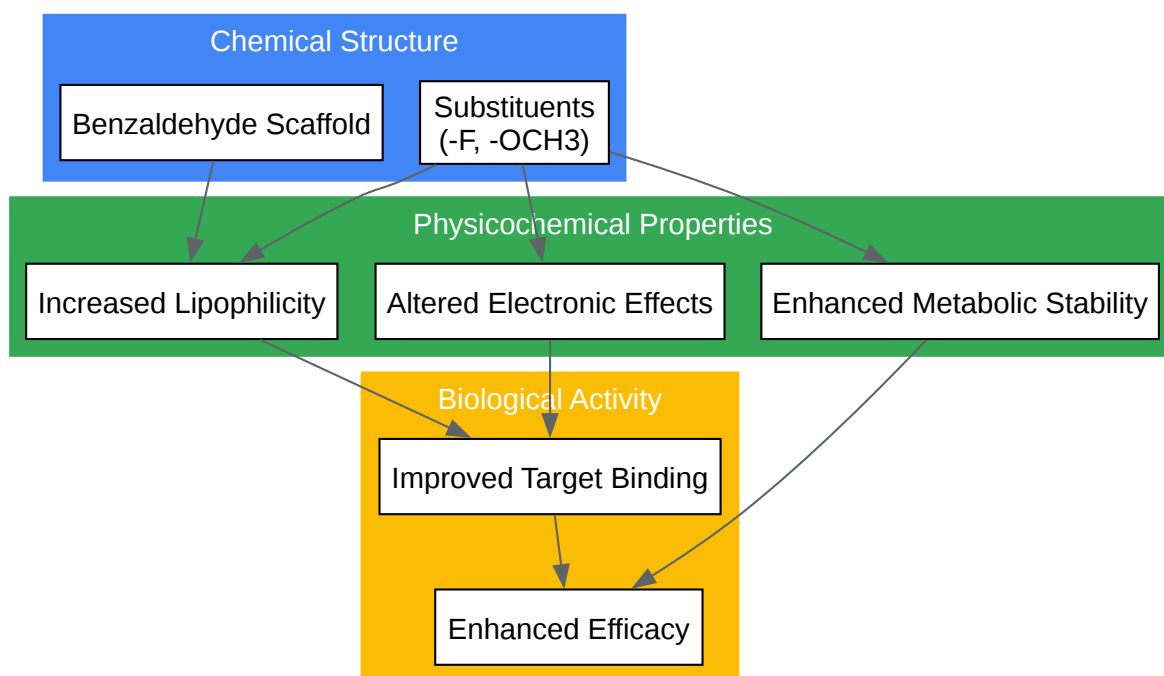 Chemical Structure
Benzaldehyde Scaffold
Substituents
(-F, -OCH3)
Physicochemical Properties
Increased Lipophilicity
Altered Electronic Effects
Enhanced Metabolic Stability
Biological Activity
Improved Target Binding
Enhanced Efficacy